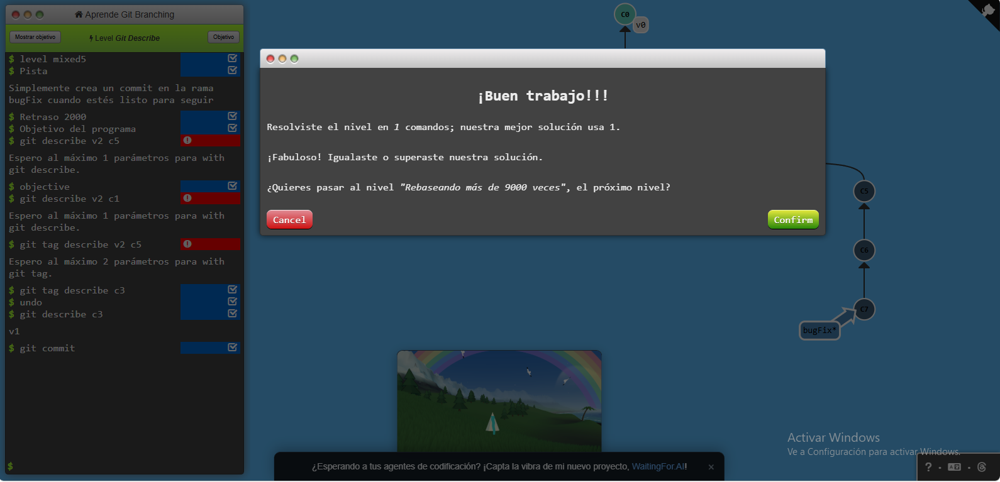 Aprende Git Branching
Mostrar objetivo
Level Git Describe
Objetivo
$ level mixed5
$ Pista
Simplemente crea un commit en la rama
bugFix cuando estés listo para seguir
$ Retraso 2000
$ Objetivo del programa
$ git describe v2 c5
Espero al máximo 1 parámetros para with
git describe.
$ objective
$ git describe v2 c1
Espero al máximo 1 parámetros para with
git describe.
$ git tag describe v2 c5
Espero al máximo 2 parámetros para with
git tag.
$ git tag describe c3
$ undo
$ git describe c3
v1
$ git commit
$
C0
v0
¡Buen trabajo!!!
Resolviste el nivel en 1 comandos; nuestra mejor solución usa 1.
¡Fabuloso! Igualaste o superaste nuestra solución.
¿Quieres pasar al nivel "Rebaseando más de 9000 veces", el próximo nivel?
Cancel
Confirm
C5
C6
C7
bugFix*
¿Esperando a tus agentes de codificación? ¡Capta la vibra de mi nuevo proyecto, WaitingFor.AI!
×
Activar Windows
Ve a Configuración para activar Windows.
?